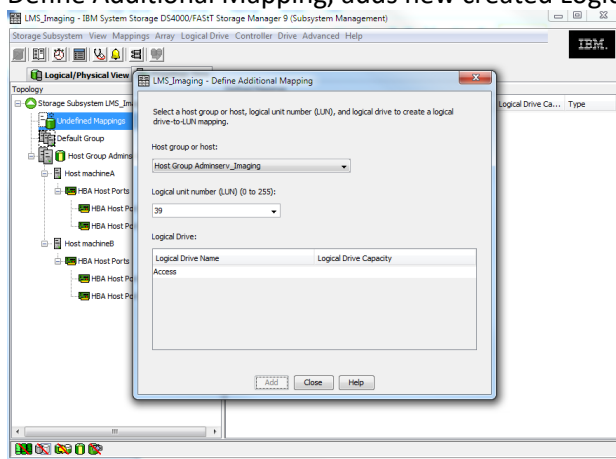 Define Additional Mapping, adds new created Logic
LMS_Imaging - IBM System Storage DS4000/FAStT Storage Manager 9 (Subsystem Management)
Storage Subsystem View Mappings Array Logical Drive Controller Drive Advanced Help
IBM.
Logical/Physical View
Topology
Logical Drive Ca... Type
Storage Subsystem LMS_Im
Undefined Mappings
Default Group
Host Group Admins
Host machineA
HBA Host Ports
HBA Host Po
HBA Host Po
Host machineB
HBA Host Ports
HBA Host Po
HBA Host Po
LMS_Imaging - Define Additional Mapping
Select a host group or host, logical unit number (LUN), and logical drive to create a logical
drive-to-LUN mapping.
Host group or host:
Host Group Adminserv_Imaging
Logical unit number (LUN) (0 to 255):
39
Logical Drive:
Logical Drive Name Logical Drive Capacity
Access
Add Close Help